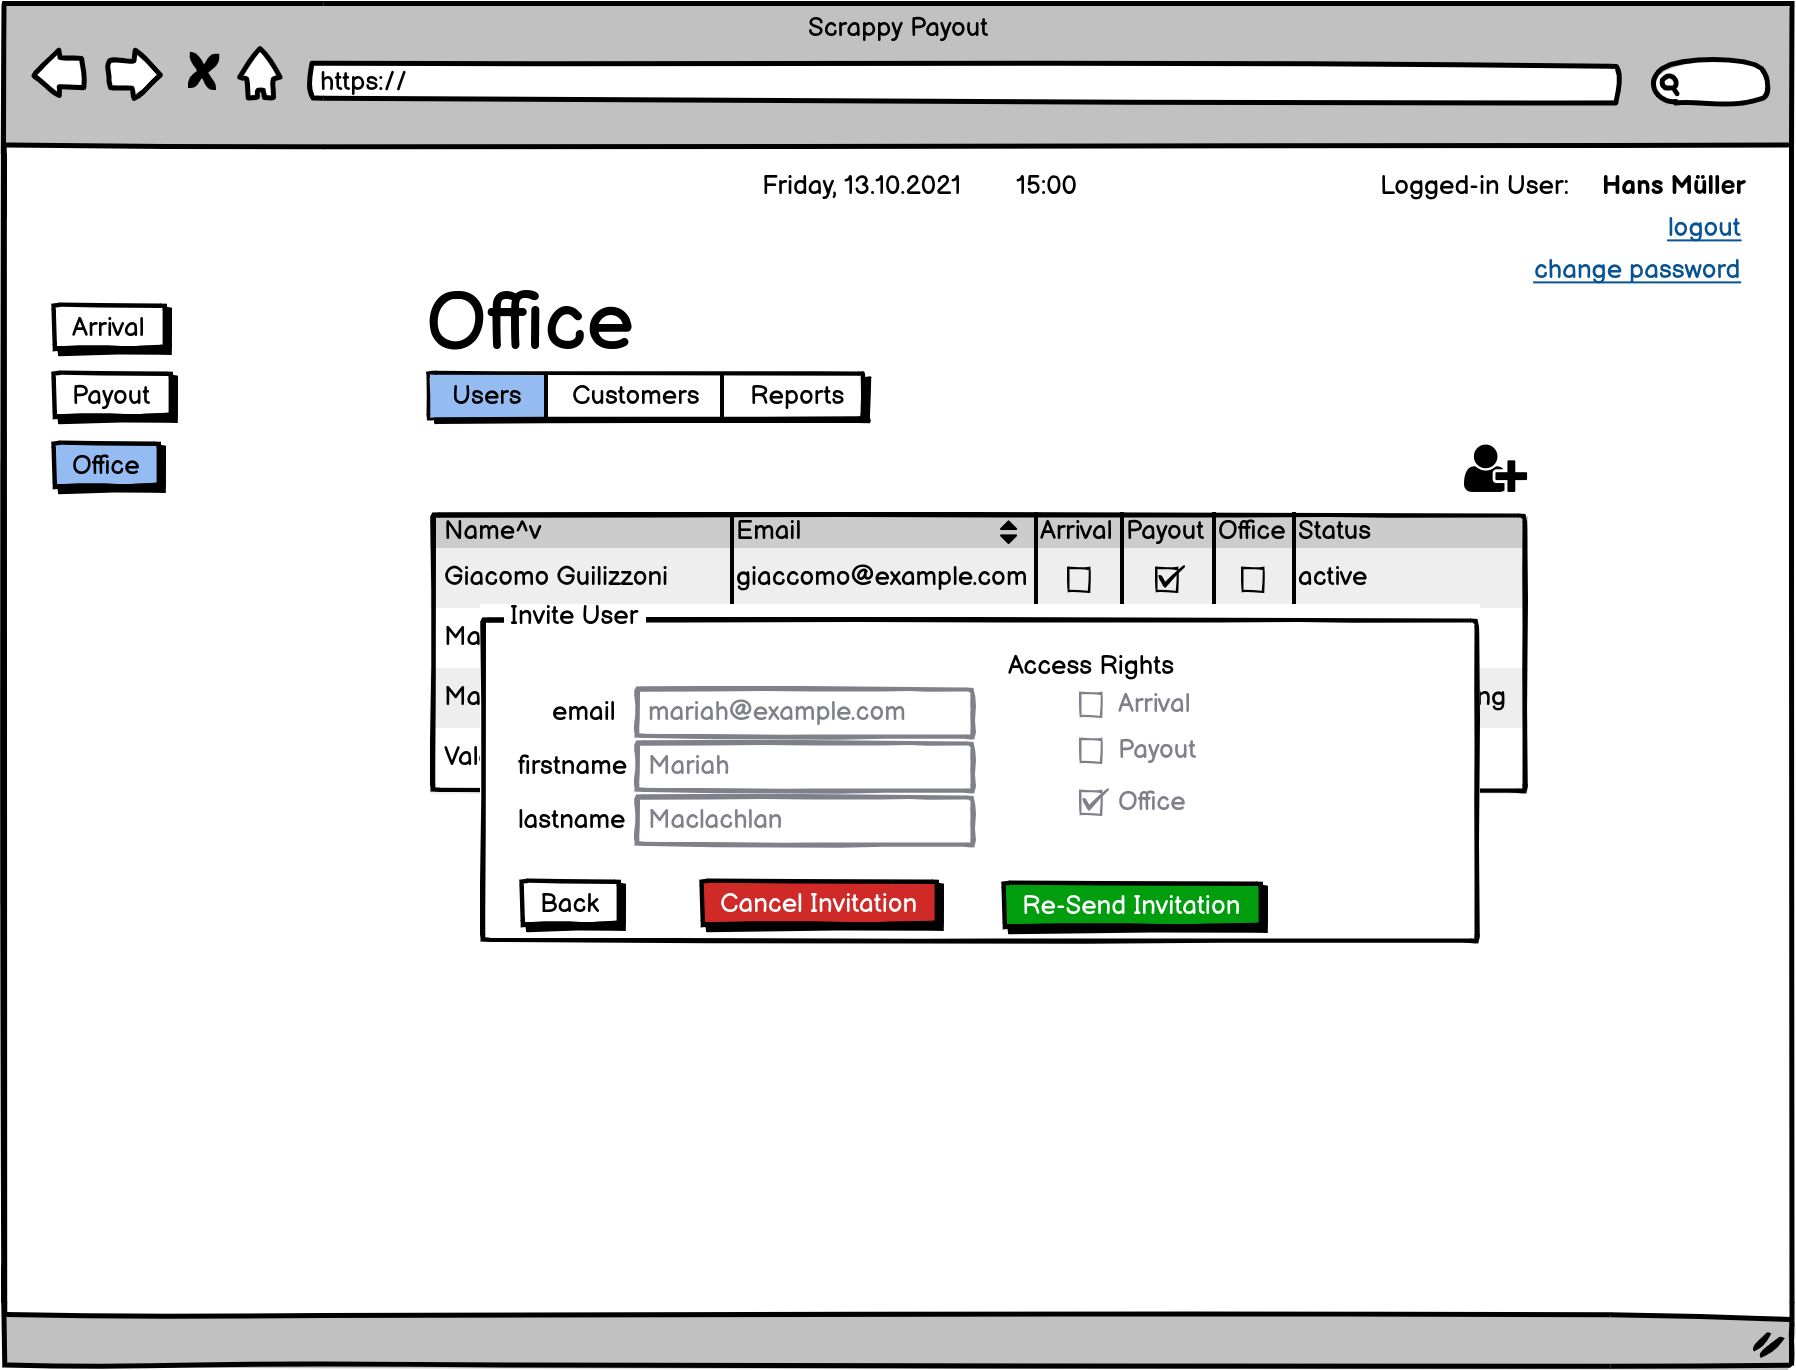 Scrappy Payout
https://
Friday, 13.10.2021 15:00 Logged-in User: Hans Müller
logout
change password
Office
Arrival
Payout
Office
Users Customers Reports
Name^v Email Arrival Payout Office Status
Giacomo Guilizzoni giaccomo@example.com active
Ma
Ma ng
Val
Invite User
Access Rights
email mariah@example.com
firstname Mariah
lastname Maclachlan
Arrival
Payout
Office
Back Cancel Invitation Re-Send Invitation